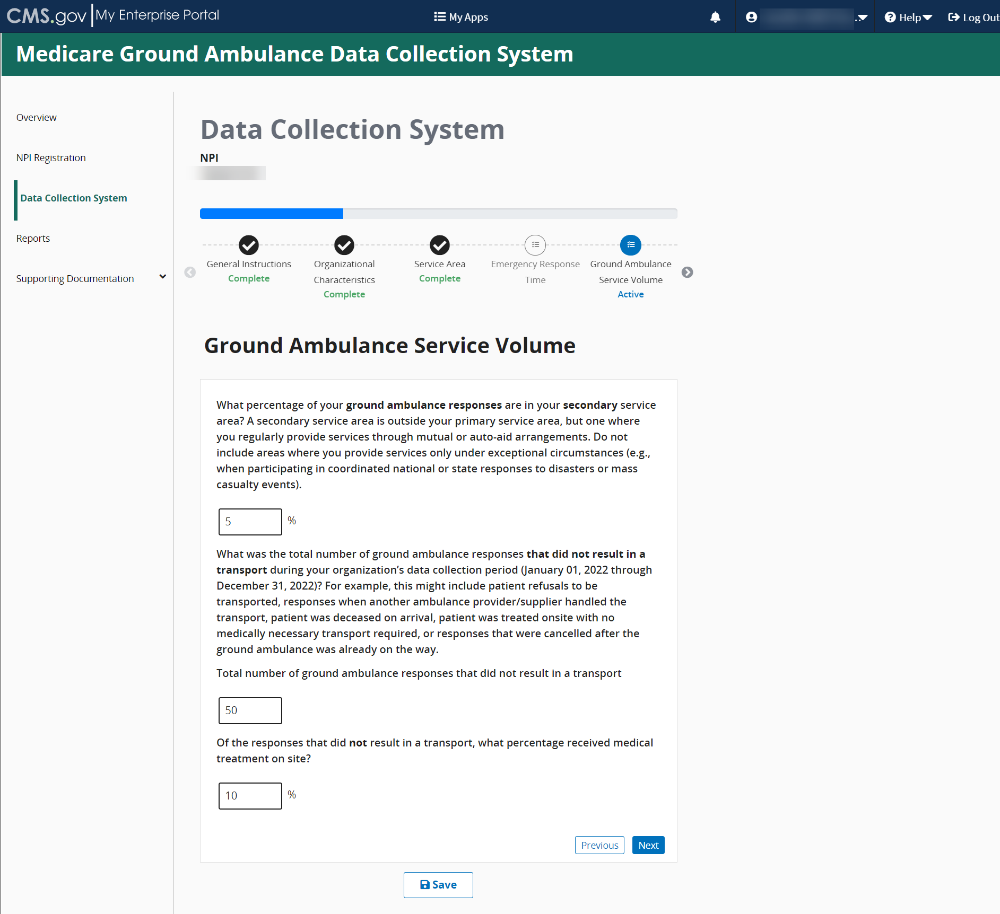 CMS.gov My Enterprise Portal
My Apps
Help
Log Out
Medicare Ground Ambulance Data Collection System
Overview
NPI Registration
Data Collection System
Reports
Supporting Documentation
Data Collection System
NPI
General Instructions
Complete
Organizational
Characteristics
Complete
Service Area
Complete
Emergency Response
Time
Ground Ambulance
Service Volume
Active
Ground Ambulance Service Volume
What percentage of your ground ambulance responses are in your secondary service
area? A secondary service area is outside your primary service area, but one where
you regularly provide services through mutual or auto-aid arrangements. Do not
include areas where you provide services only under exceptional circumstances (e.g.,
when participating in coordinated national or state responses to disasters or mass
casualty events).
5 %
What was the total number of ground ambulance responses that did not result in a
transport during your organization’s data collection period (January 01, 2022 through
December 31, 2022)? For example, this might include patient refusals to be
transported, responses when another ambulance provider/supplier handled the
transport, patient was deceased on arrival, patient was treated onsite with no
medically necessary transport required, or responses that were cancelled after the
ground ambulance was already on the way.
Total number of ground ambulance responses that did not result in a transport
50
Of the responses that did not result in a transport, what percentage received medical
treatment on site?
10 %
Previous
Next
Save